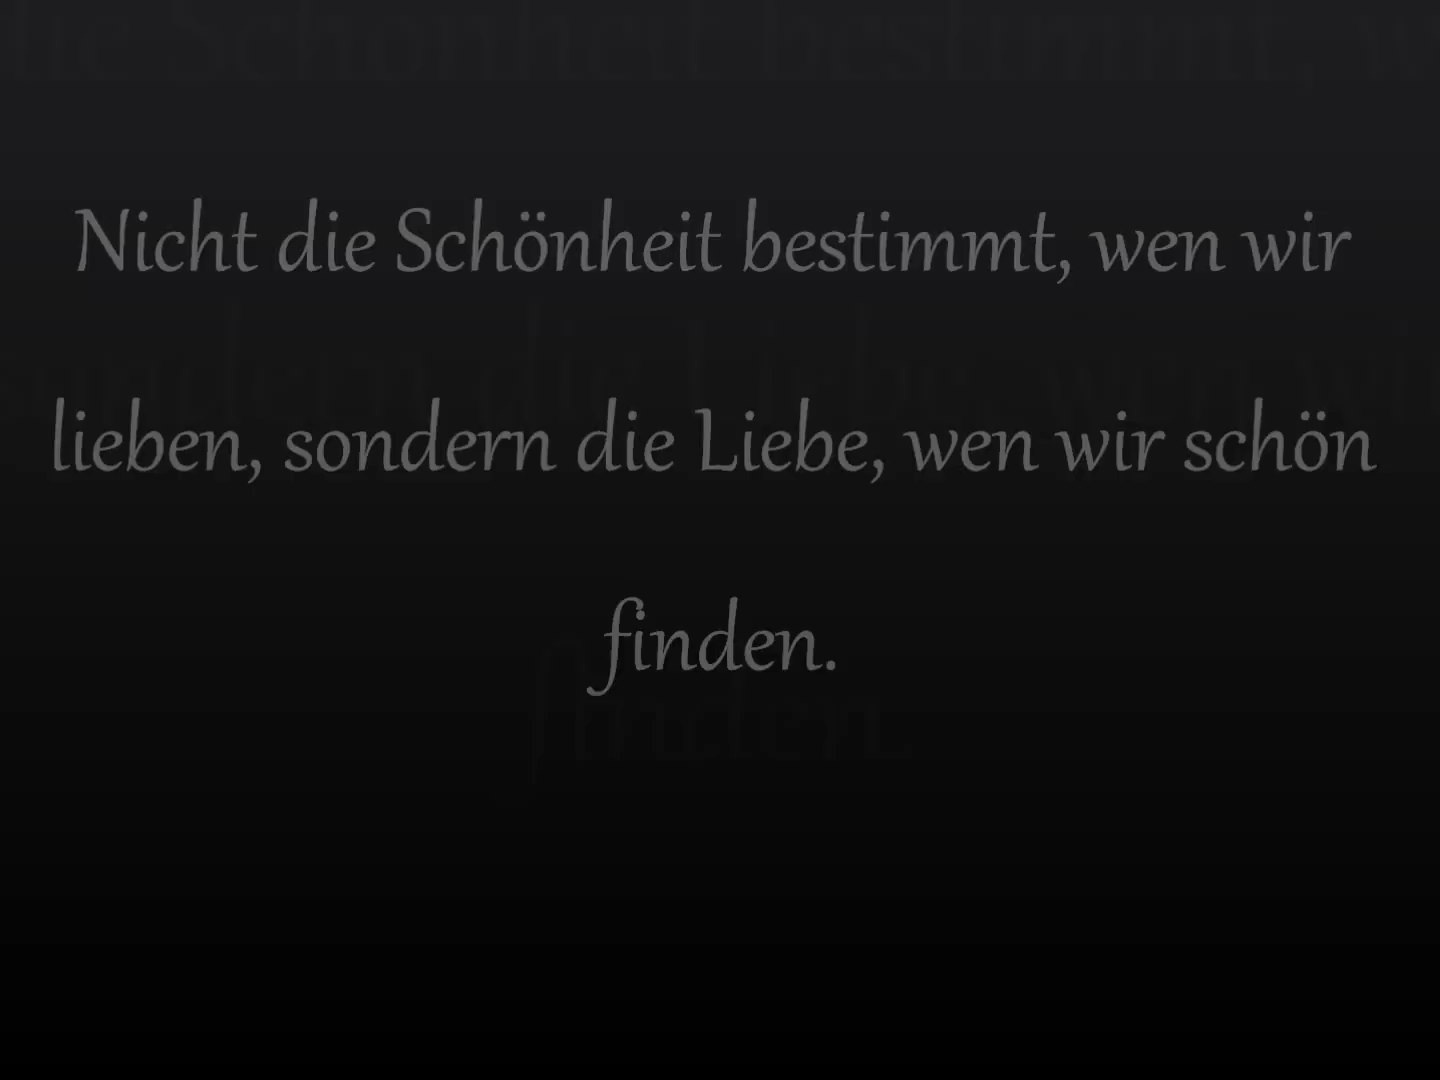 Nicht die Schönheit bestimmt, wen wir
lieben, sondern die Liebe, wen wir schön
finden.